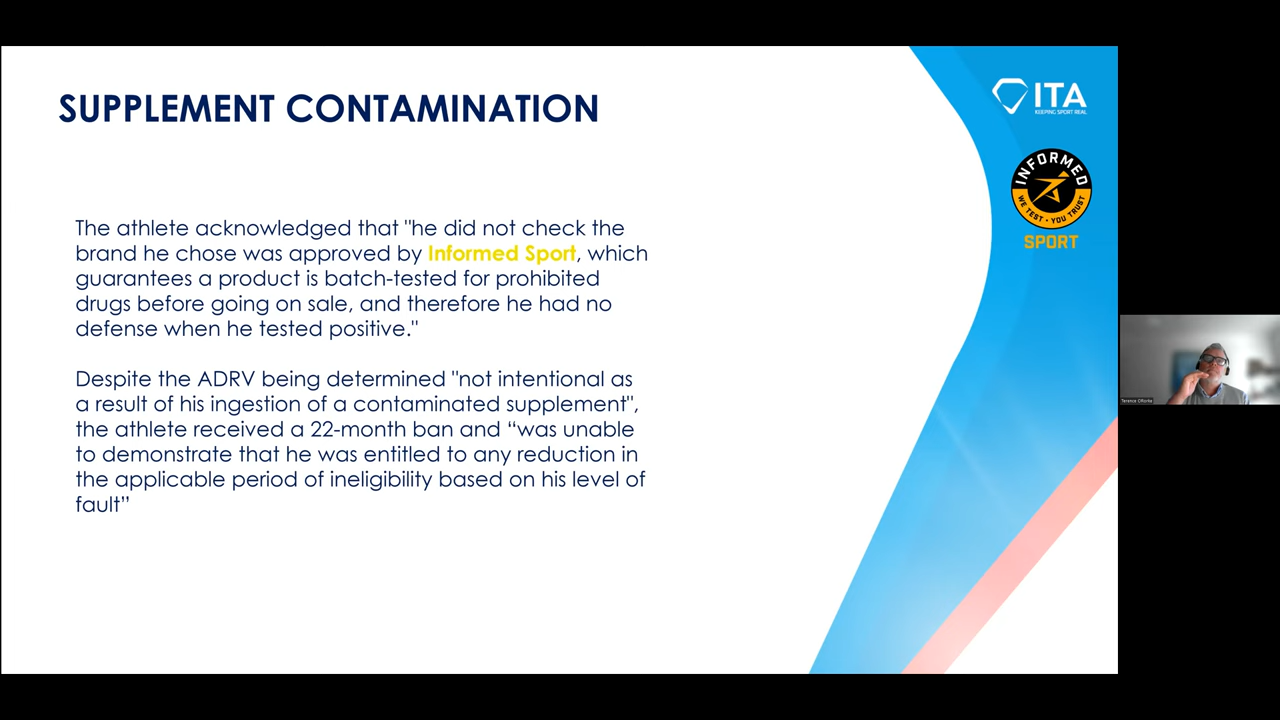 SUPPLEMENT CONTAMINATION
ITA
KEEPING SPORT REAL
INFORMED
WE TEST • YOU TRUST
SPORT
The athlete acknowledged that "he did not check the
brand he chose was approved by Informed Sport, which
guarantees a product is batch-tested for prohibited
drugs before going on sale, and therefore he had no
defense when he tested positive."
Despite the ADRV being determined "not intentional as
a result of his ingestion of a contaminated supplement",
the athlete received a 22-month ban and “was unable
to demonstrate that he was entitled to any reduction in
the applicable period of ineligibility based on his level of
fault”
Terence